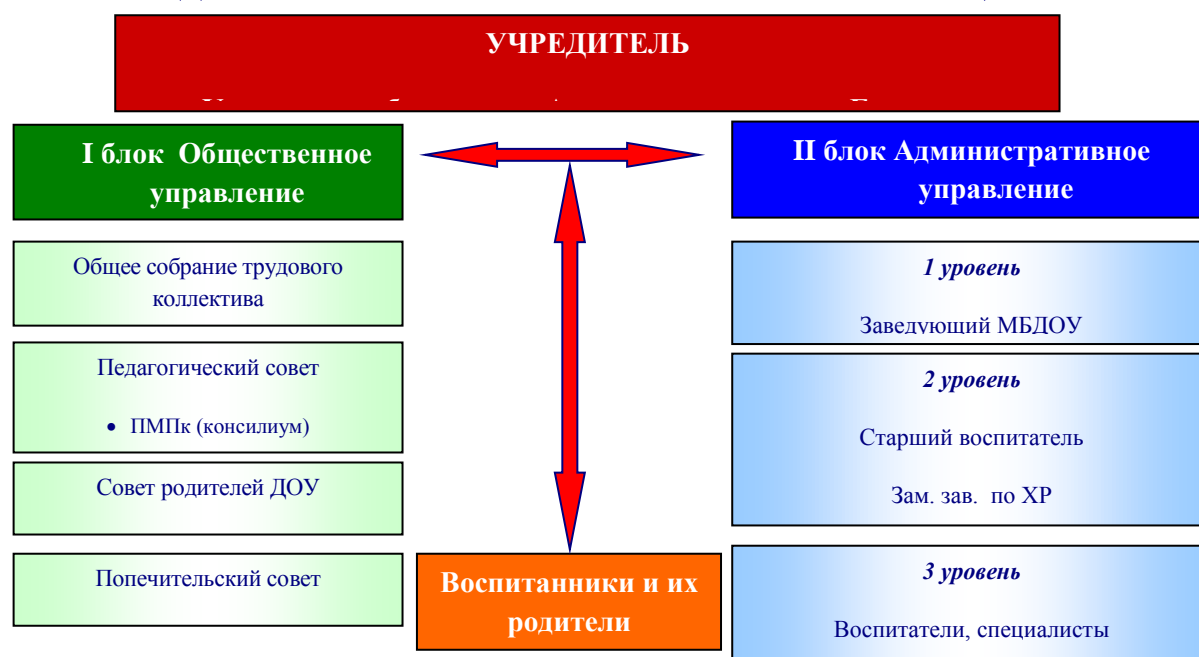 УЧРЕДИТЕЛЬ
I блок Общественное
управление
II блок Административное
управление
Общее собрание трудового
коллектива
Педагогический совет
• ПМПк (консилиум)
Совет родителей ДОУ
Попечительский совет
Воспитанники и их
родители
1 уровень
Заведующий МБДОУ
2 уровень
Старший воспитатель
Зам. зав. по ХР
3 уровень
Воспитатели, специалисты